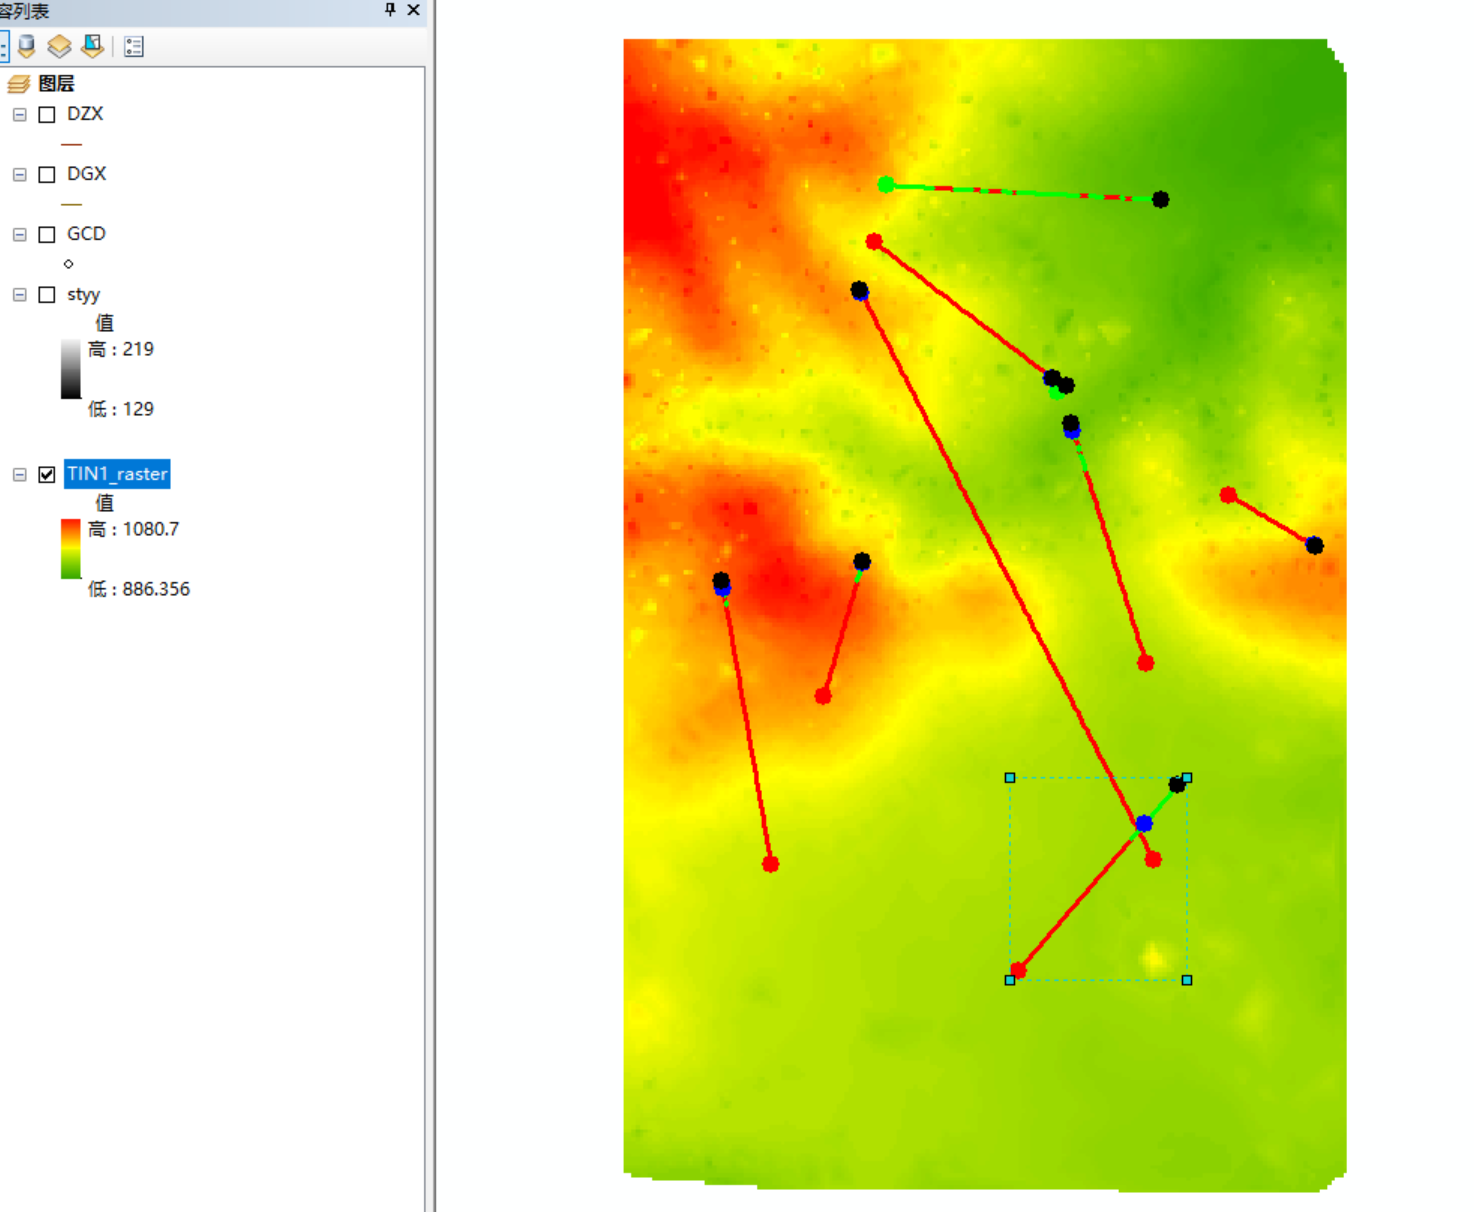 容列表
图层
DZX
DGX
GCD
styy
值
高 : 219
低 : 129
TIN1_raster
值
高 : 1080.7
低 : 886.356